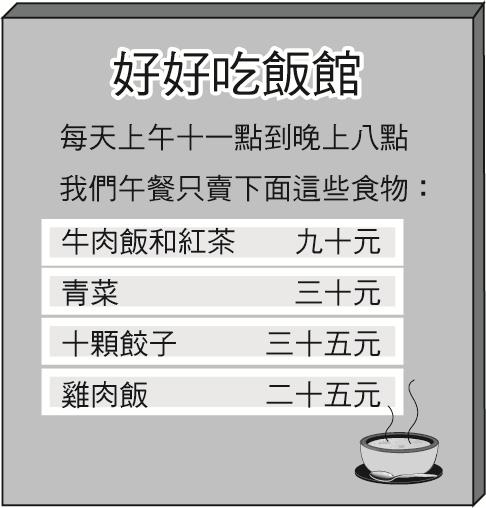 好好吃飯館
每天上午十一點到晚上八點
我們午餐只賣下面這些食物：
牛肉飯和紅茶 九十元
青菜 三十元
十顆餃子 三十五元
雞肉飯 二十五元